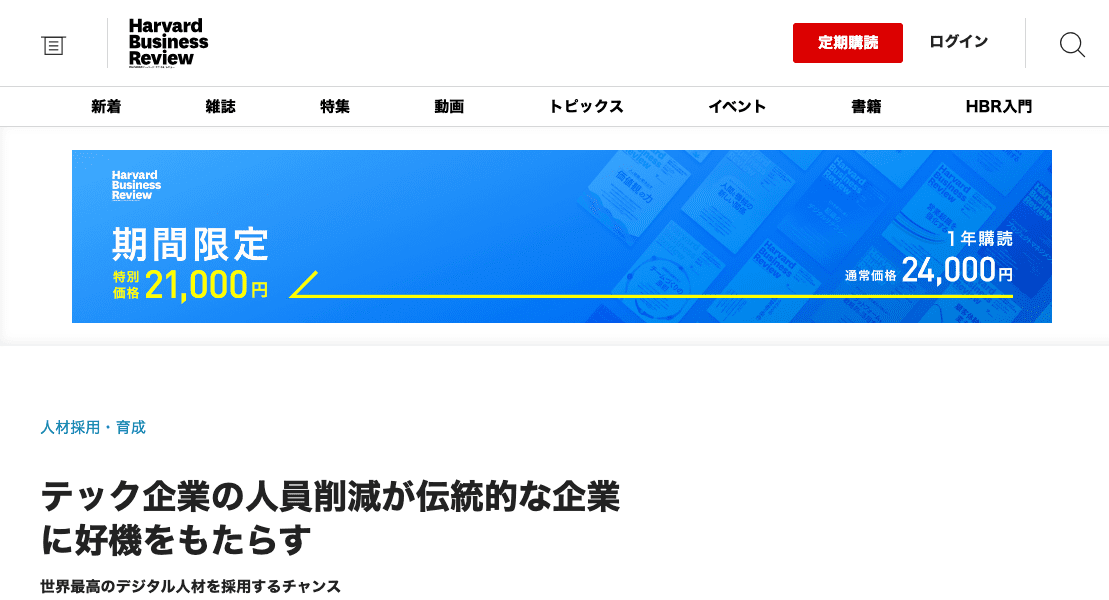 Harvard
Business
Review
定期購読
ログイン
新着 雑誌 特集 動画 トピックス イベント 書籍 HBR入門
Harvard
Business
Review
期間限定
特別
価格 21,000円
1年購読
通常価格 24,000円
人材採用・育成
テック企業の人員削減が伝統的な企業
に好機をもたらす
世界最高のデジタル人材を採用するチャンス